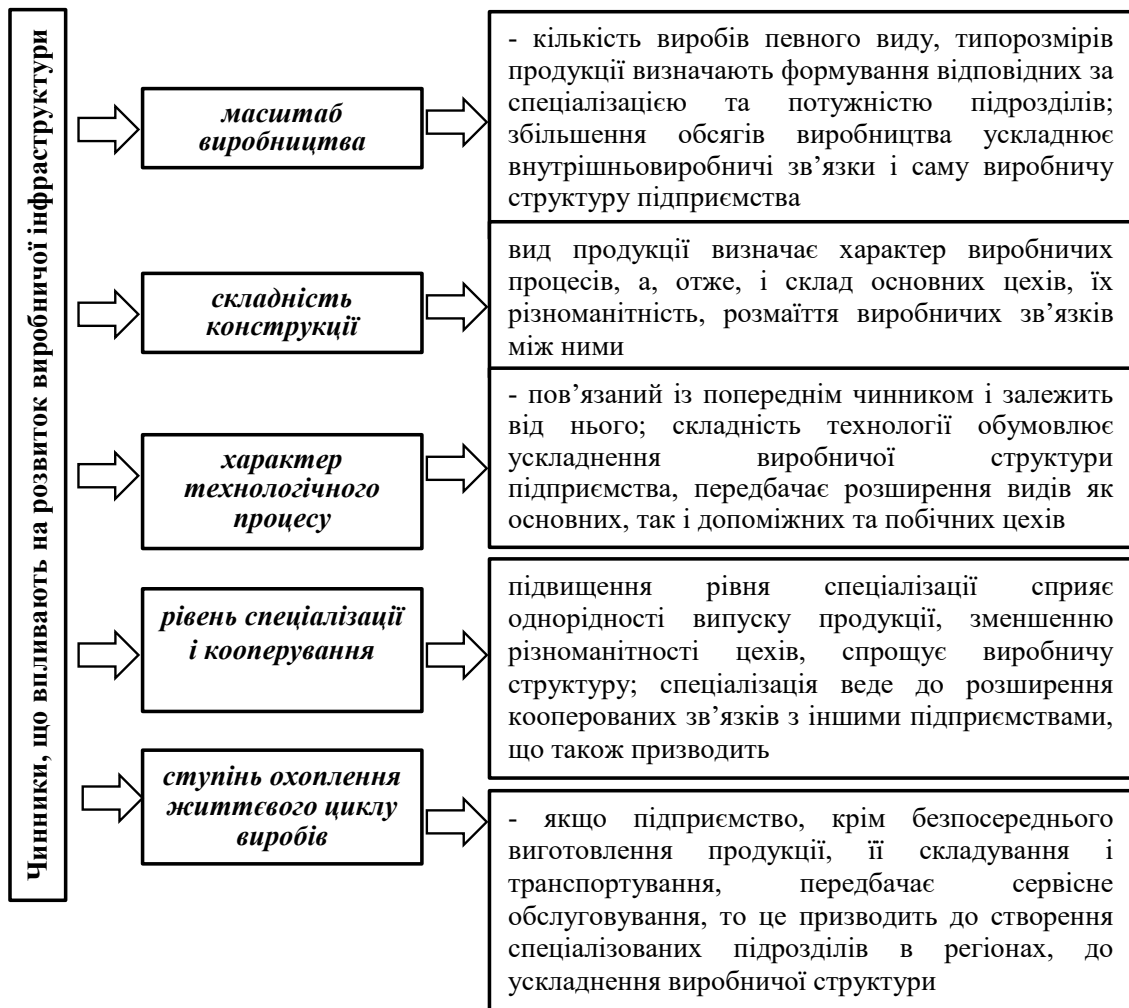 Чинники, що впливають на розвиток виробничої інфраструктури
масштаб
виробництва
- кількість виробів певного виду, типорозмірів
продукції визначають формування відповідних за
спеціалізацією та потужністю підрозділів;
збільшення обсягів виробництва ускладнює
внутрішньовиробничі зв’язки і саму виробничу
структуру підприємства
складність
конструкції
вид продукції визначає характер виробничих
процесів, а, отже, і склад основних цехів, їх
різноманітність, розмаїття виробничих зв’язків
між ними
характер
технологічного
процесу
- пов’язаний із попереднім чинником і залежить
від нього; складність технології обумовлює
ускладнення виробничої структури
підприємства, передбачає розширення видів як
основних, так і допоміжних та побічних цехів
рівень спеціалізації
і кооперування
підвищення рівня спеціалізації сприяє
однорідності випуску продукції, зменшенню
різноманітності цехів, спрощує виробничу
структуру; спеціалізація веде до розширення
кооперованих зв’язків з іншими підприємствами,
що також призводить
ступінь охоплення
життєвого циклу
виробів
- якщо підприємство, крім безпосереднього
виготовлення продукції, її складування і
транспортування, передбачає сервісне
обслуговування, то це призводить до створення
спеціалізованих підрозділів в регіонах, до
ускладнення виробничої структури